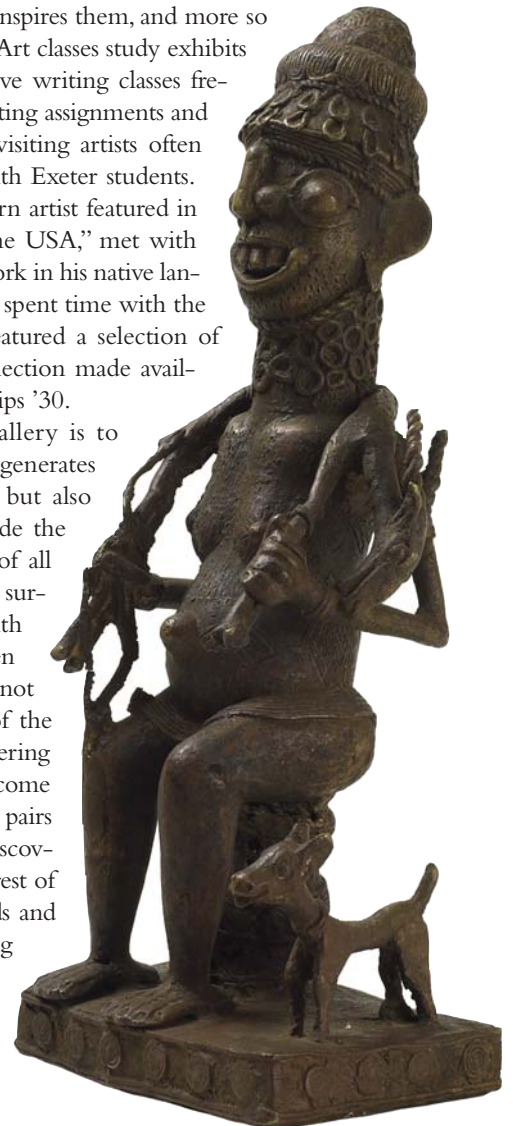 nspires them, and more so
Art classes study exhibits
ve writing classes fre-
ting assignments and
visiting artists often
th Exeter students.
rn artist featured in
he USA,” met with
ork in his native lan-
spent time with the
eatured a selection of
lection made avail-
ips ’30.
allery is to
generates
but also
de the
of all
sur-
th
en
not
of the
ering
come
pairs
scov-
rest of
ls and
g